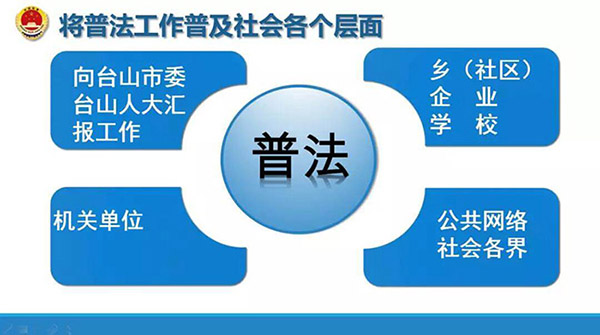 将普法工作普及社会各个层面
向台山市委
台山人大汇
报工作
乡（社区）
企 业
学 校
普法
机关单位
公共网络
社会各界